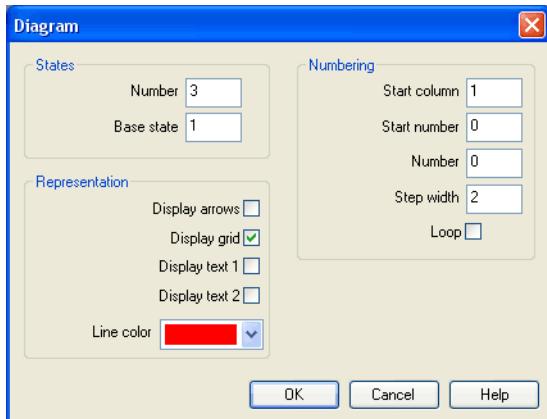 Diagram
States
Number 3
Base state 1
Representation
Display arrows
Display grid
Display text 1
Display text 2
Line color
Numbering
Start column 1
Start number 0
Number 0
Step width 2
Loop
OK
Cancel
Help